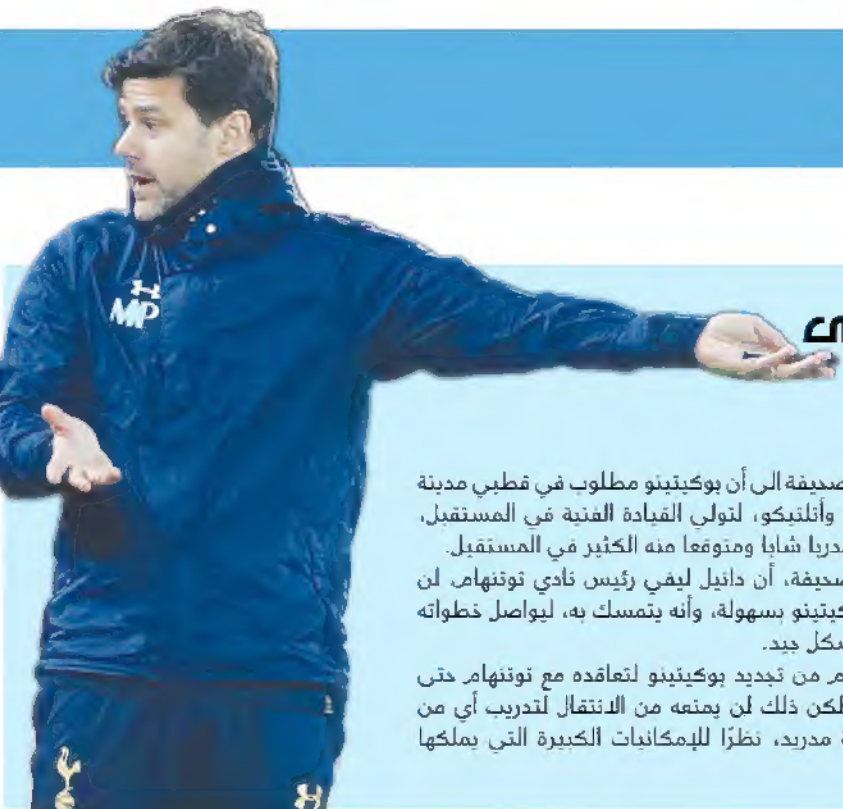 MP
صحيفة الى أن بوكيتينو مطلوب في قطبي مدينة
وأتلتيكو، لتولي القيادة الفنية في المستقبل،
مدربا شابا ومتوقعا منه الكثير في المستقبل.
صحيفة، أن دانيل ليفي رئيس نادي توتنهام، لن
كيتينو بسهولة، وأنه يتمسك به، ليواصل خطواته
شكل جيد.
م من تجديد بوكيتينو لتعاقده مع توتنهام حتى
لكن ذلك لن يمنعه من الانتقال لتدريب أي من
ة مدريد، نظرًا للإمكانيات الكبيرة التي يملكها